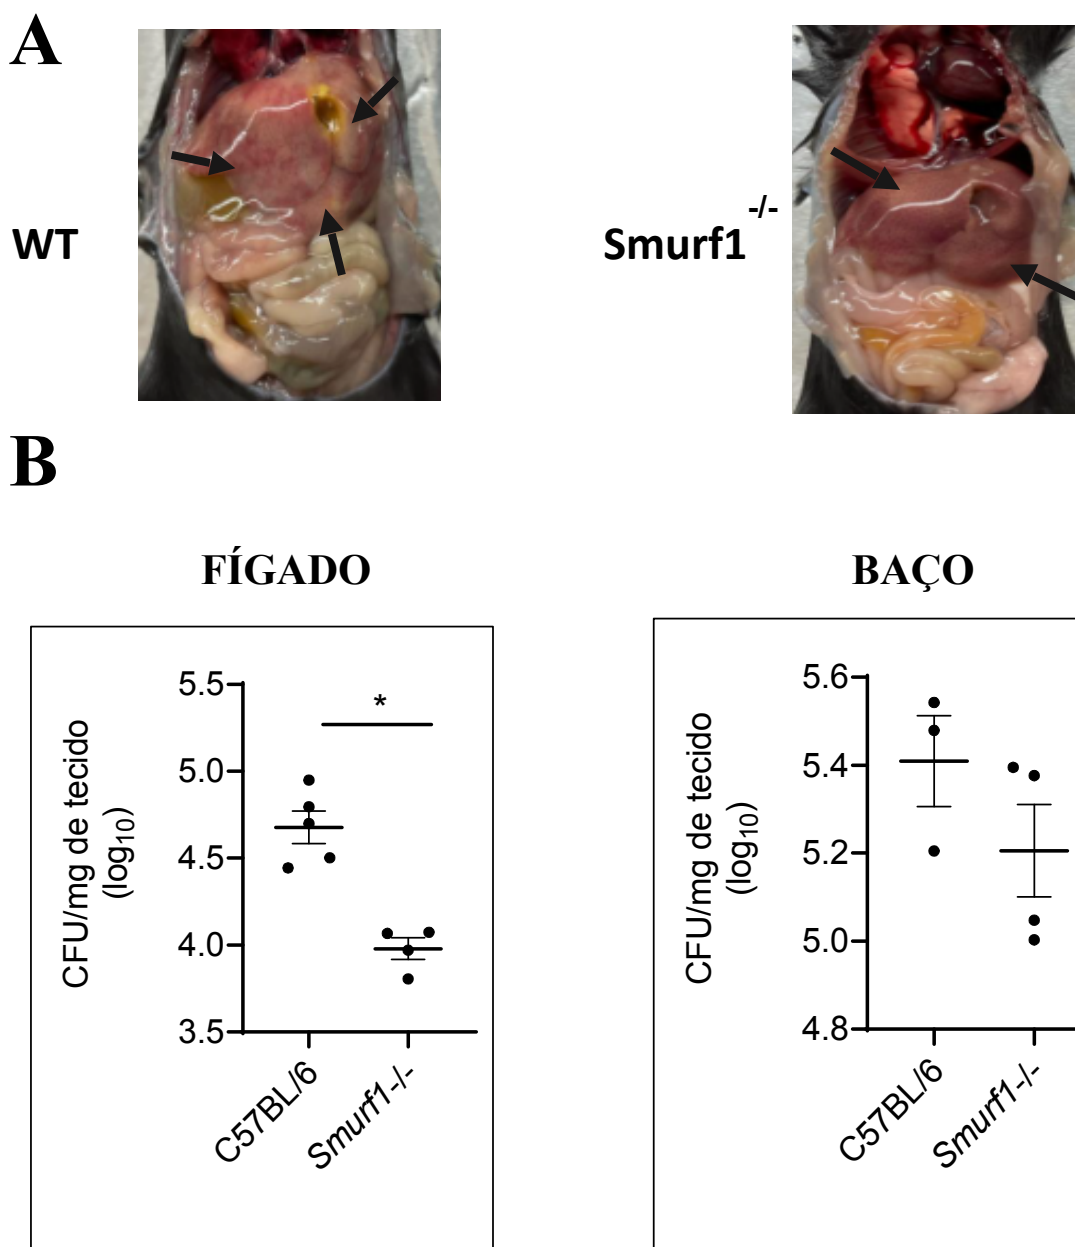 A
WT
Smurf1-/-
B
FÍGADO
BAÇO
CFU/mg de tecido
(log10)
5.5
5.0
4.5
4.0
3.5
*
C57BL/6
Smurf1-/-
CFU/mg de tecido
(log10)
5.6
5.4
5.2
5.0
4.8
C57BL/6
Smurf1-/-